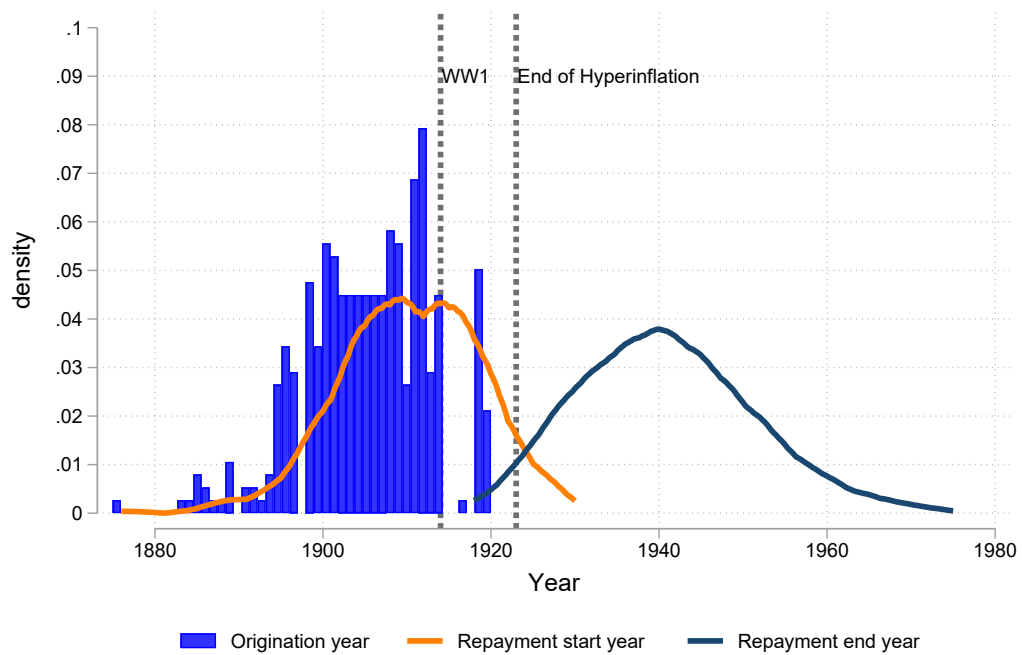 .1
.09
.08
.07
.06
.05
.04
.03
.02
.01
0
density
WW1
End of Hyperinflation
1880 1900 1920 1940 1960 1980
Year
Origination year Repayment start year Repayment end year